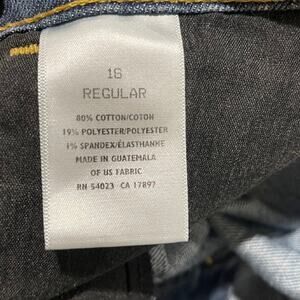 16
REGULAR
80% COTTON/COTON
19% POLYESTER/POLYESTER
1% SPANDEX/ÉLASTHANNE
MADE IN GUATEMALA
OF US FABRIC
RN 54023 CA 17897